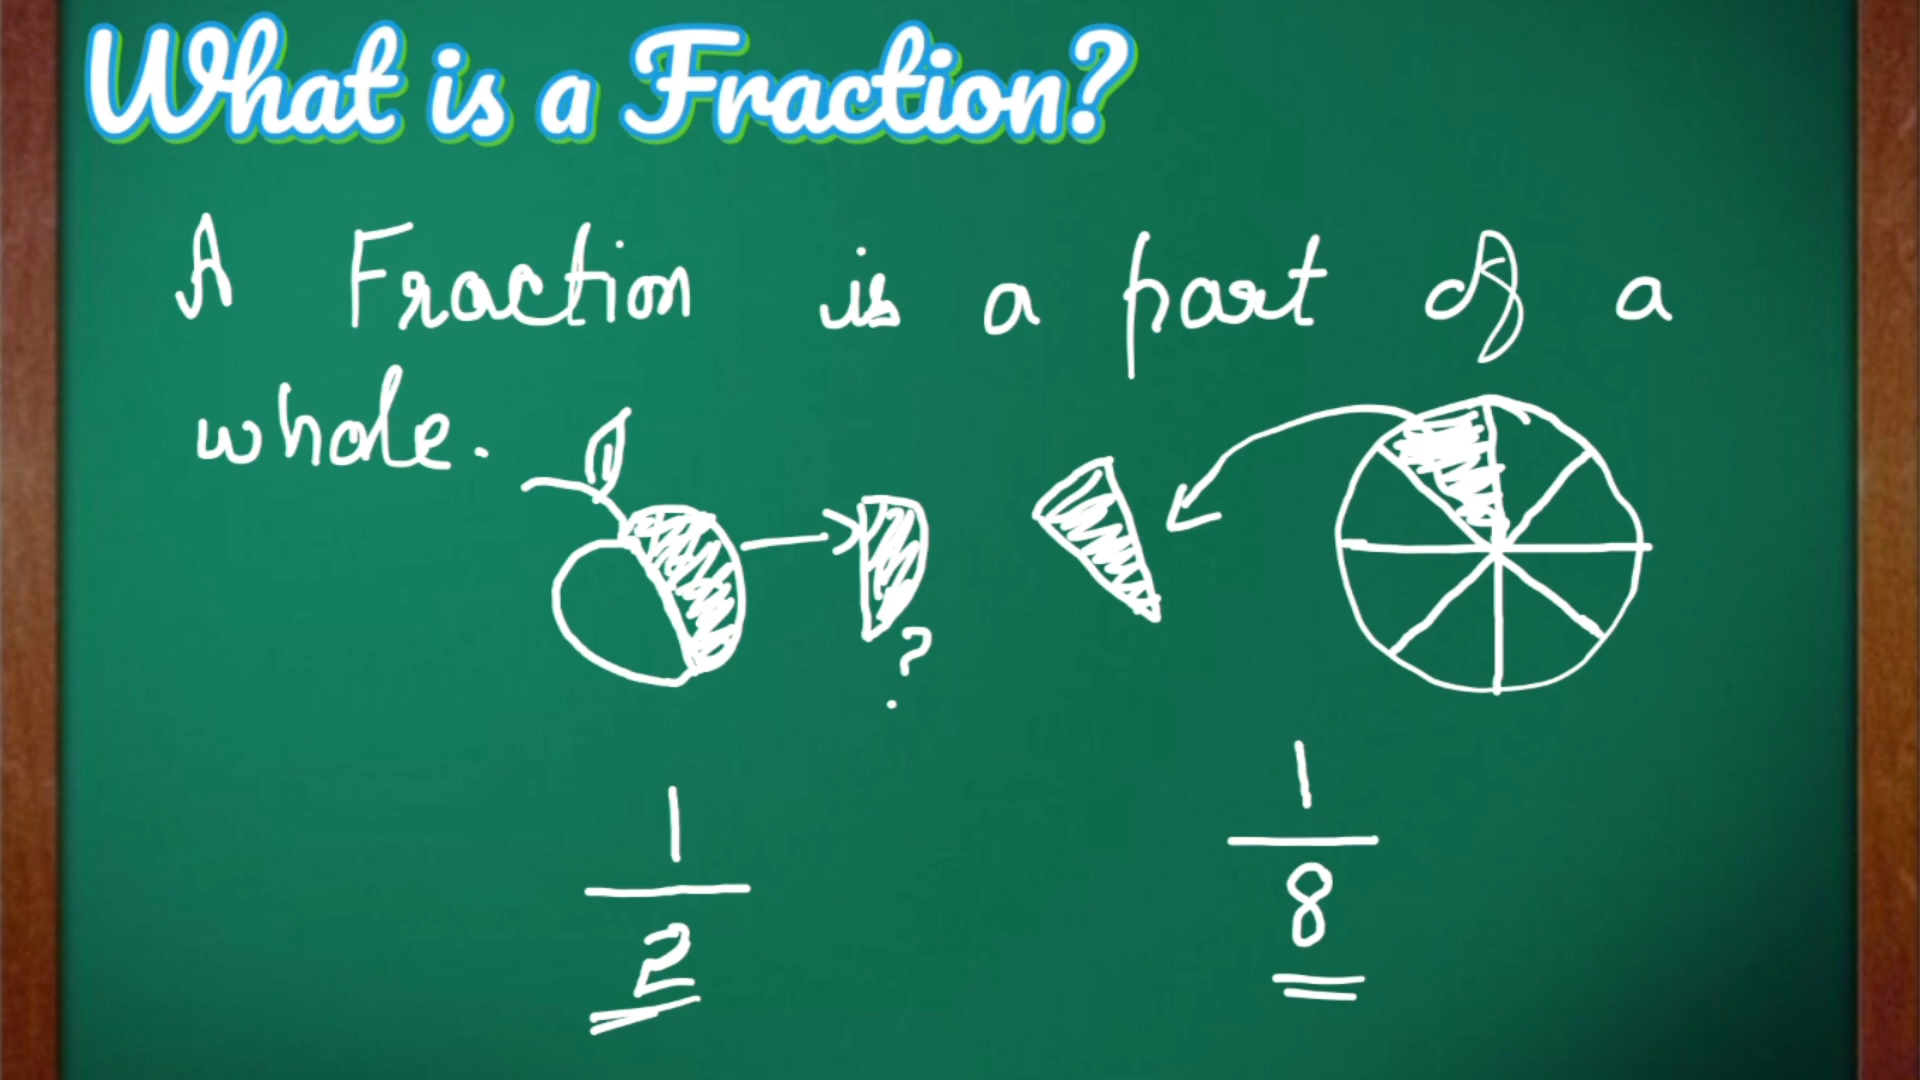 What is a Fraction?
A Fraction is a part of a
whole.
?
1
2
1
8